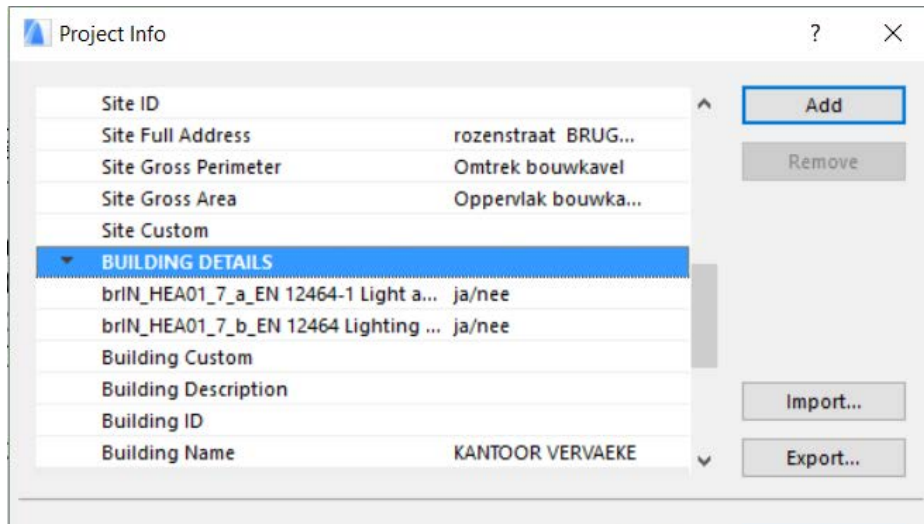 Project Info
? ×
Site ID
Add
Site Full Address rozenstraat BRUG...
Site Gross Perimeter Omtrek bouwkavel
Remove
Site Gross Area Oppervlak bouwka...
Site Custom
BUILDING DETAILS
brIN_HEA01_7_a_EN 12464-1 Light a... ja/nee
brIN_HEA01_7_b_EN 12464 Lighting ... ja/nee
Building Custom
Building Description
Import...
Building ID
Building Name KANTOOR VERVAEKE
Export...